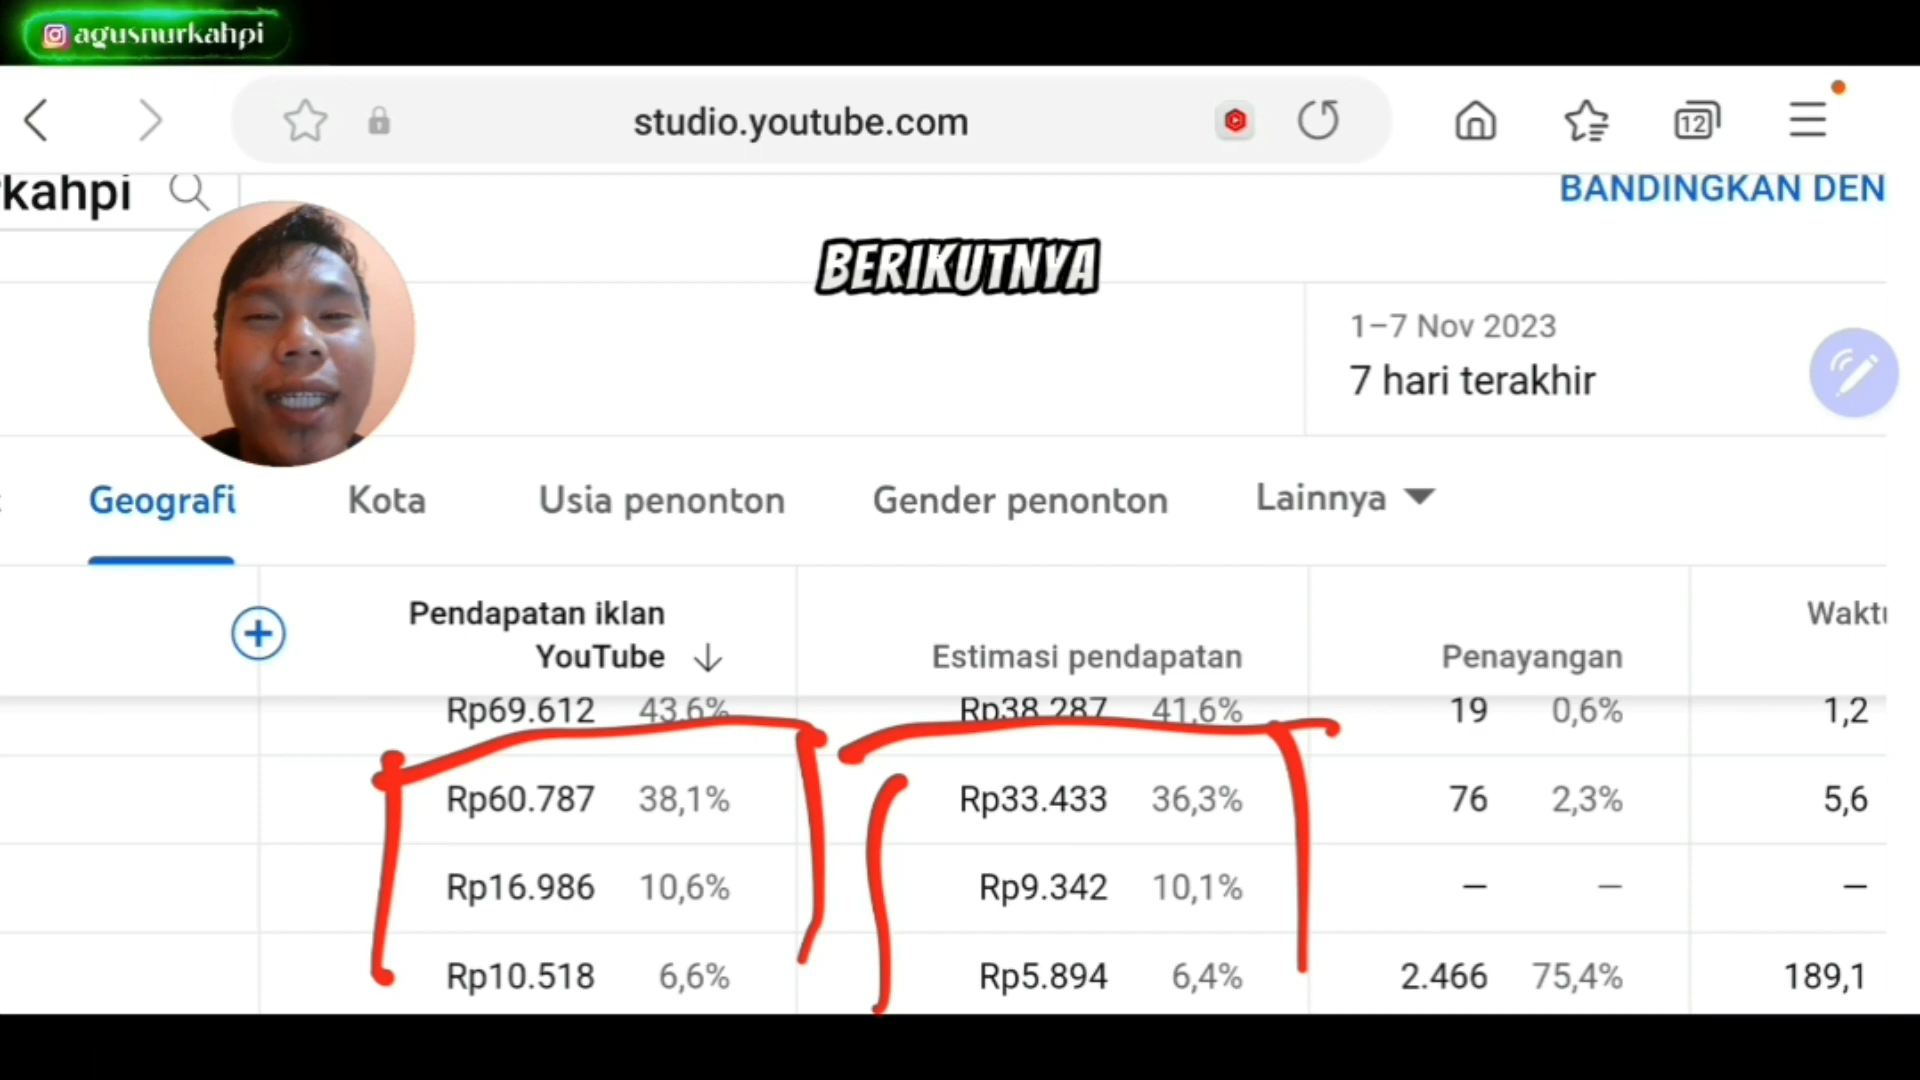 agusnurkahpi
studio.youtube.com
12
kahpi
BANDINGKAN DEN
BERIKUTNYA
1–7 Nov 2023
7 hari terakhir
Geografi Kota Usia penonton Gender penonton Lainnya
Pendapatan iklan YouTube Estimasi pendapatan Penayangan Waktu
Rp69.612 43,6% Rp38.287 41,6% 19 0,6% 1,2
Rp60.787 38,1% Rp33.433 36,3% 76 2,3% 5,6
Rp16.986 10,6% Rp9.342 10,1% – – –
Rp10.518 6,6% Rp5.894 6,4% 2.466 75,4% 189,1